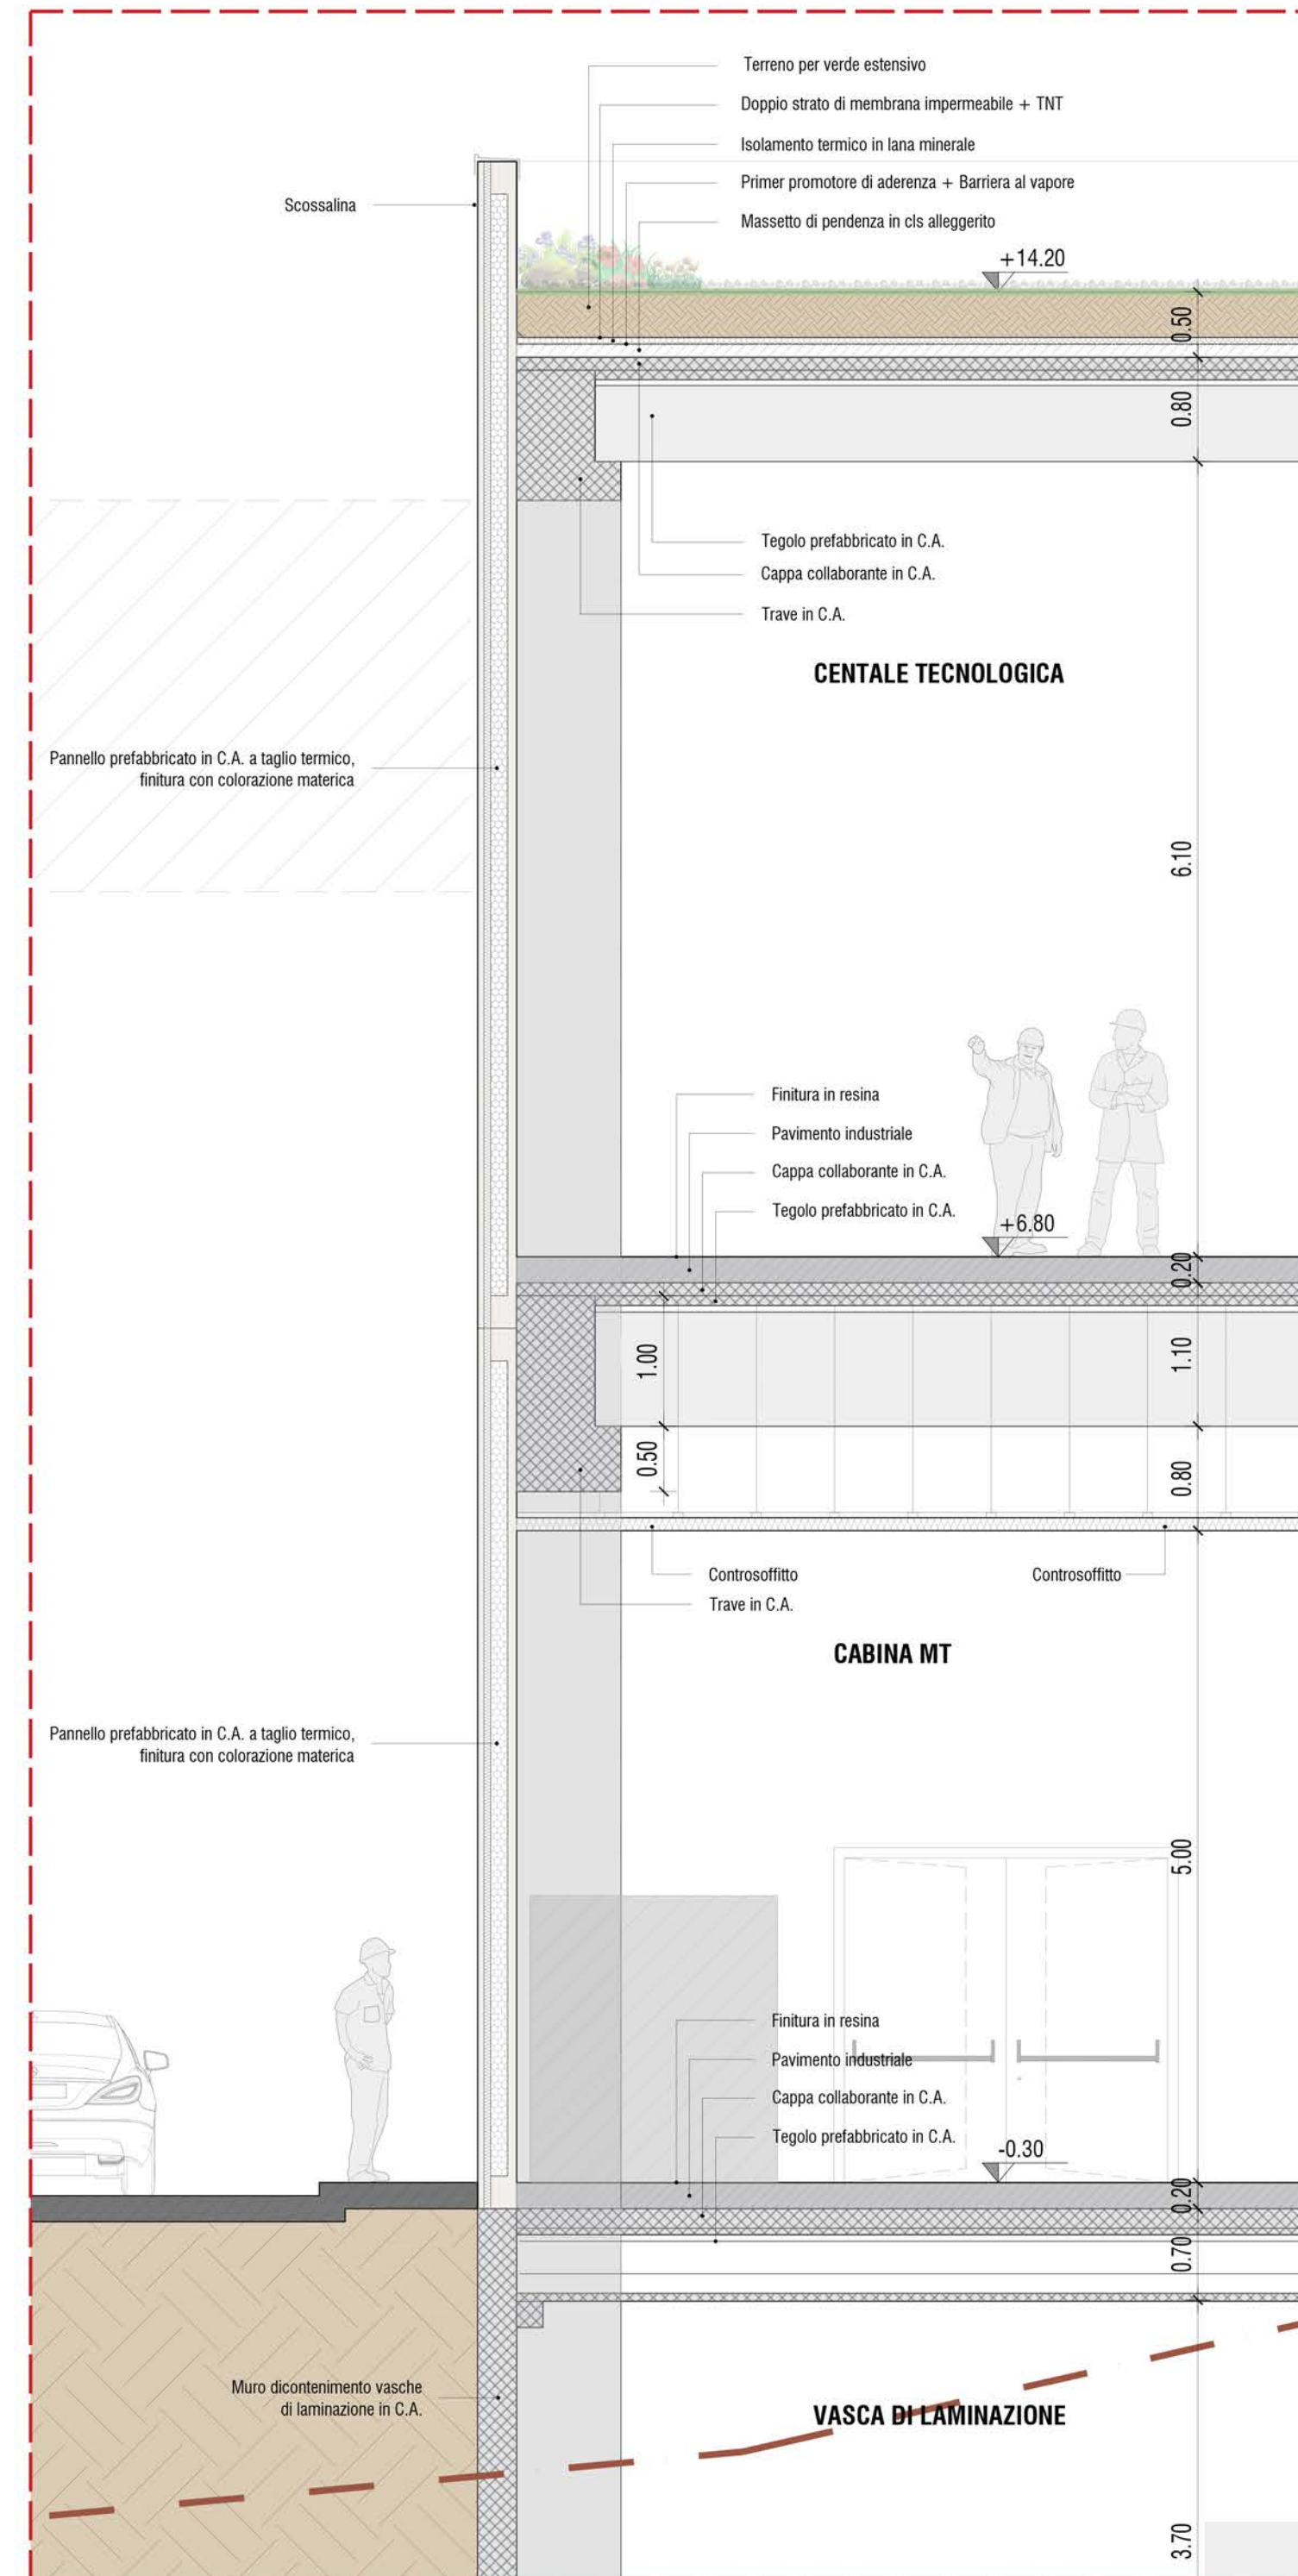 Terreno per verde estensivo
Doppio strato di membrana impermeabile + TNT
Isolamento termico in lana minerale
Primer promotore di aderenza + Barriera al vapore
Scossalina
Massetto di pendenza in cls alleggerito
+14.20
0.50
0.80
Tegolo prefabbricato in C.A.
Cappa collaborante in C.A.
Trave in C.A.
CENTALE TECNOLOGICA
Pannello prefabbricato in C.A. a taglio termico,
finitura con colorazione materica
6.10
Finitura in resina
Pavimento industriale
Cappa collaborante in C.A.
Tegolo prefabbricato in C.A.
+6.80
0.20
1.00
1.10
0.50
0.80
Controsoffitto
Controsoffitto
Trave in C.A.
CABINA MT
Pannello prefabbricato in C.A. a taglio termico,
finitura con colorazione materica
5.00
Finitura in resina
Pavimento industriale
Cappa collaborante in C.A.
Tegolo prefabbricato in C.A.
-0.30
0.20
0.70
Muro dicontenimento vasche
di laminazione in C.A.
VASCA DI LAMINAZIONE
3.70